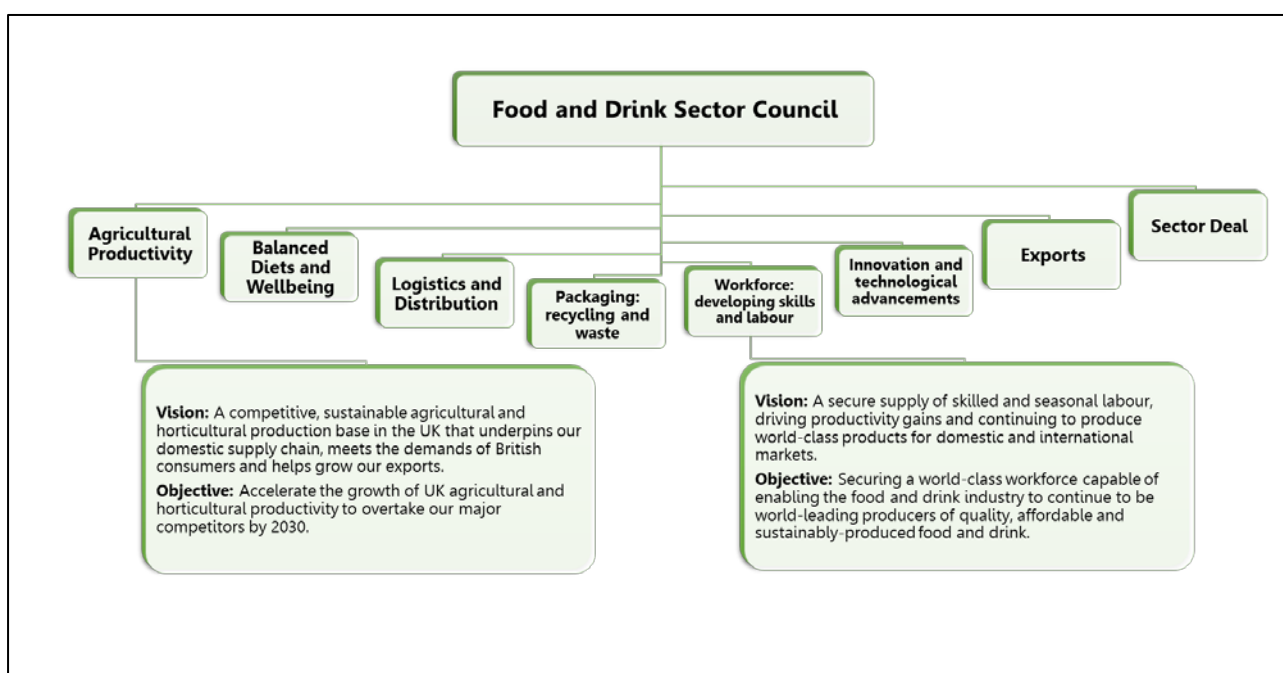 Food and Drink Sector Council
Agricultural
Productivity
Balanced
Diets and
Wellbeing
Logistics and
Distribution
Packaging:
recycling and
waste
Workforce:
developing skills
and labour
Innovation and
technological
advancements
Exports
Sector Deal
Vision: A competitive, sustainable agricultural and
horticultural production base in the UK that underpins our
domestic supply chain, meets the demands of British
consumers and helps grow our exports.
Objective: Accelerate the growth of UK agricultural and
horticultural productivity to overtake our major
competitors by 2030.
Vision: A secure supply of skilled and seasonal labour,
driving productivity gains and continuing to produce
world-class products for domestic and international
markets.
Objective: Securing a world-class workforce capable of
enabling the food and drink industry to continue to be
world-leading producers of quality, affordable and
sustainably-produced food and drink.